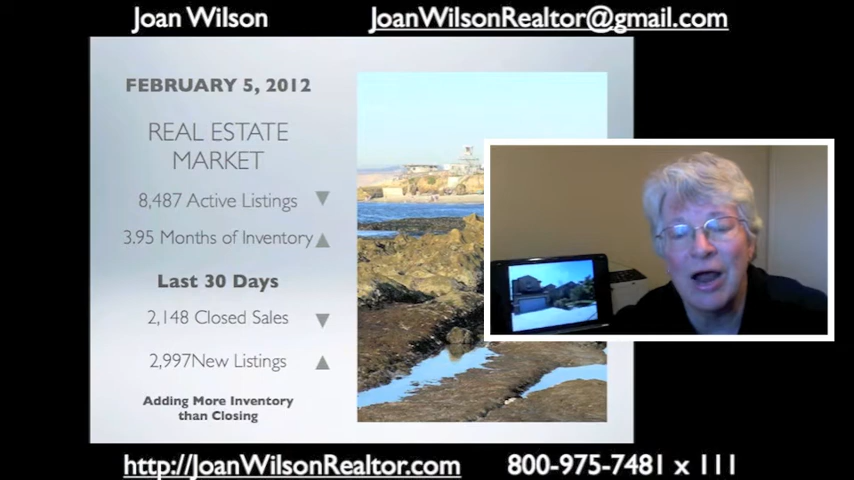 Joan Wilson JoanWilsonRealtor@gmail.com
FEBRUARY 5, 2012
REAL ESTATE
MARKET
8,487 Active Listings ▼
3.95 Months of Inventory ▲
Last 30 Days
2,148 Closed Sales ▼
2,997New Listings ▲
Adding More Inventory
than Closing
http://JoanWilsonRealtor.com 800-975-7481 x 111